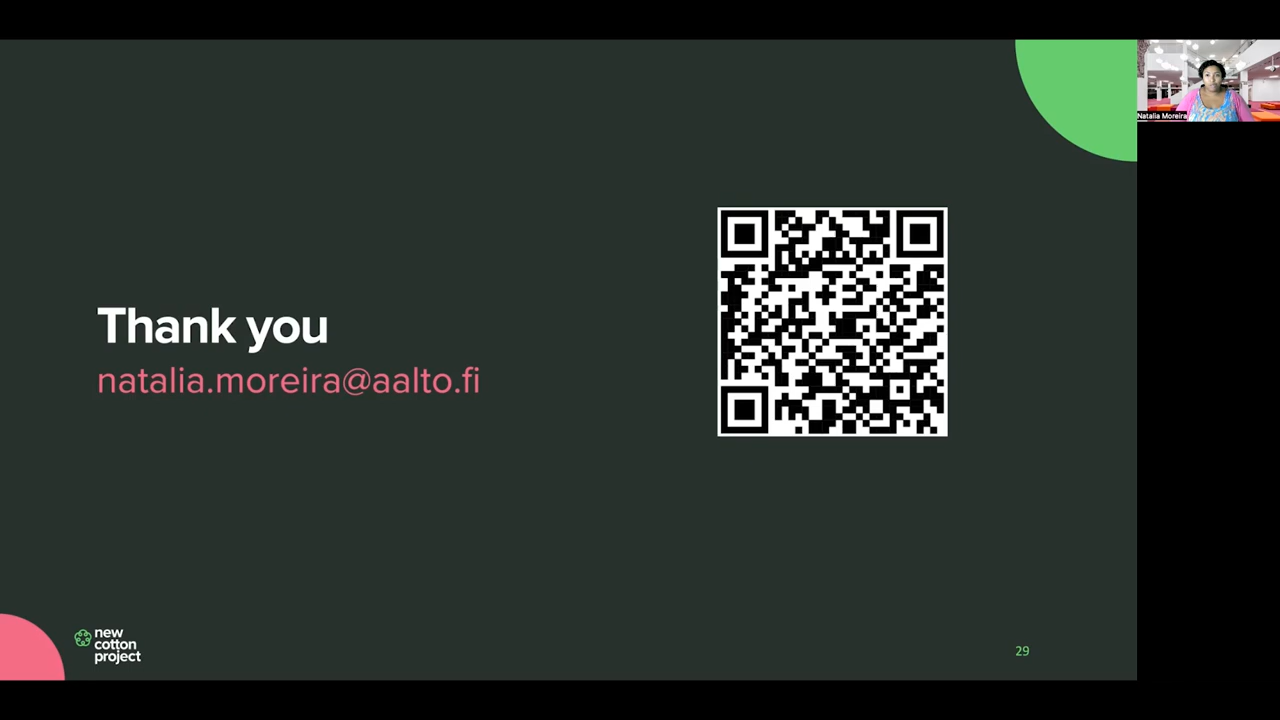 Natalia Moreira
Thank you
natalia.moreira@aalto.fi
new
cotton
project
29